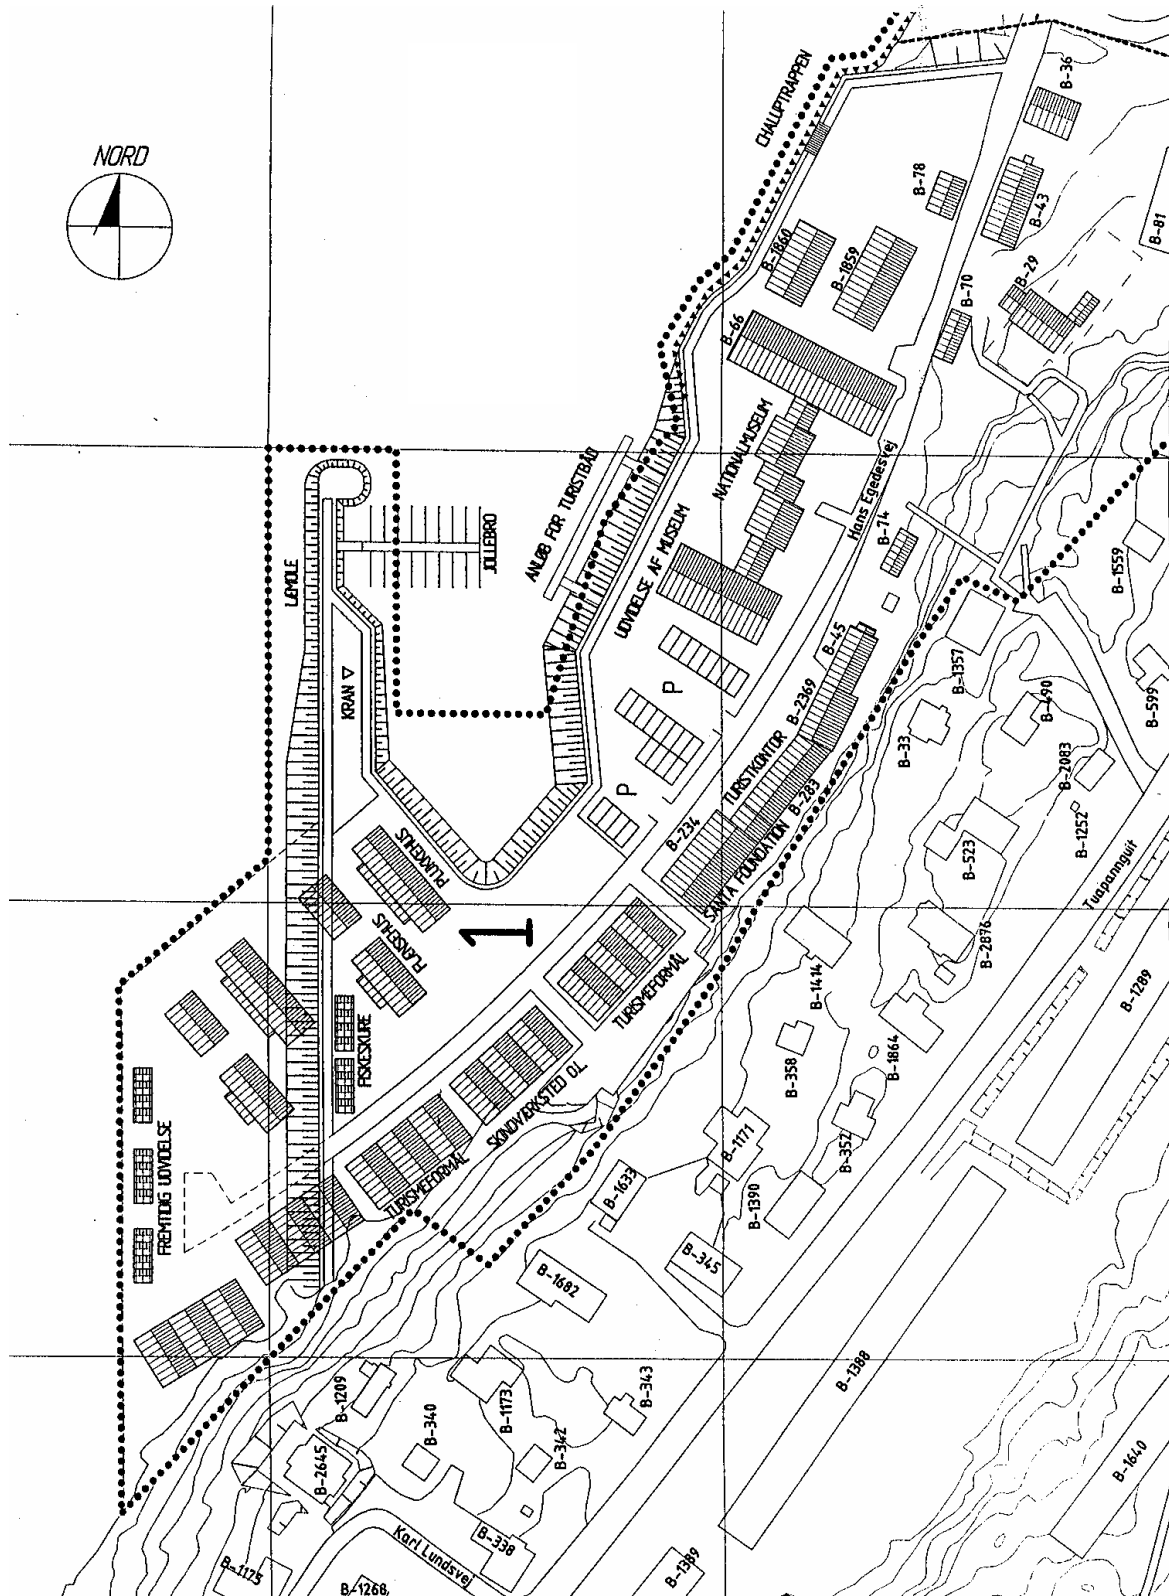 NORD
CHALUPTRAPPEN
B-36
B-78
B-43
B-81
B-1860
B-1859
B-29
B-70
B-66
NATIONALMUSEUM
Hans Egedesvej
ANLØB FOR TURISTBÅD
UDVIDELSE AF MUSEUM
B-74
JOLLEBRO
LÆMOLE
KRAN
B-1559
B-45
B-1357
B-599
P
B-2369
B-490
B-33
TURISTKONTOR
B-2083
P
B-283
B-234
SANTA FOUNDATION
B-1252
B-523
PLUKKEHUS
FLÆNSEHUS
1
Tuapannguit
B-2876
B-1414
TURISMEFORMÅL
B-1289
FISKESKURE
B-358
B-1864
SKINDVÆRKSTED O.L.
B-352
B-1171
FREMTIDIG UDVIDELSE
TURISMEFORMÅL
B-1633
B-1390
B-345
B-1682
B-1388
B-1209
B-1173
B-343
B-340
B-342
B-2645
B-1640
B-338
Karl Lundsvej
B-1175
B-1268
B-1389